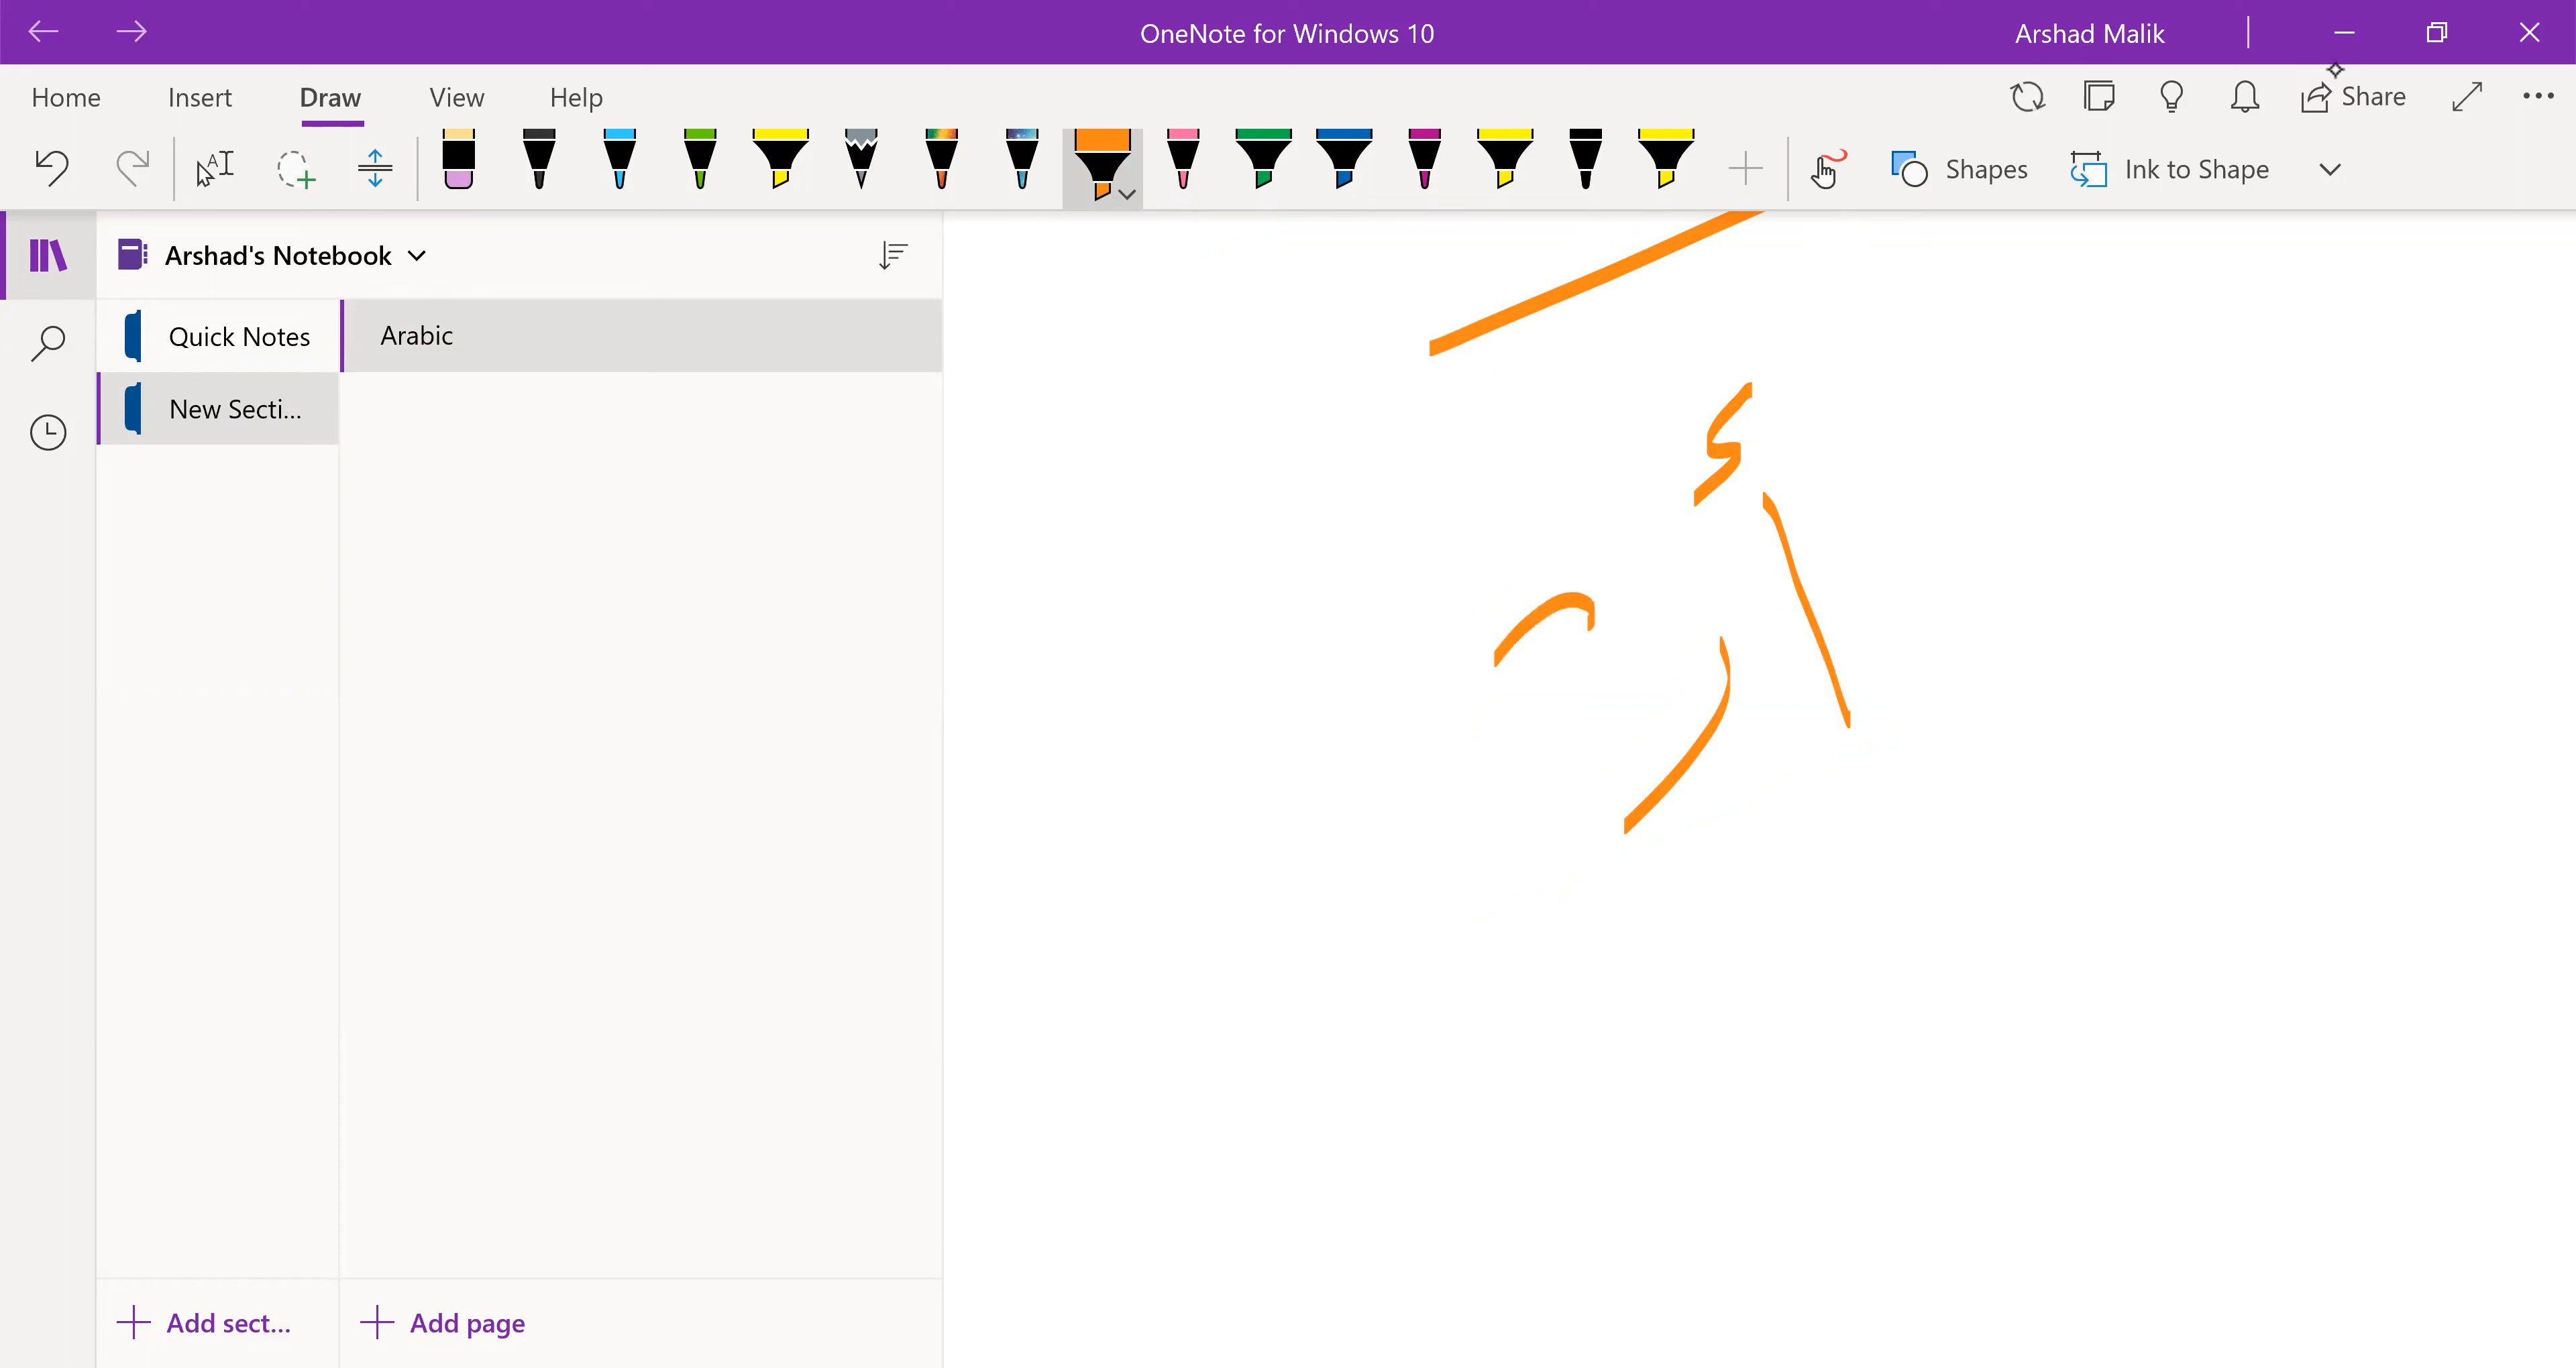 OneNote for Windows 10
Arshad Malik
Home Insert Draw View Help
Share
Shapes
Ink to Shape
Arshad's Notebook
Quick Notes
Arabic
New Secti...
Add sect...
Add page